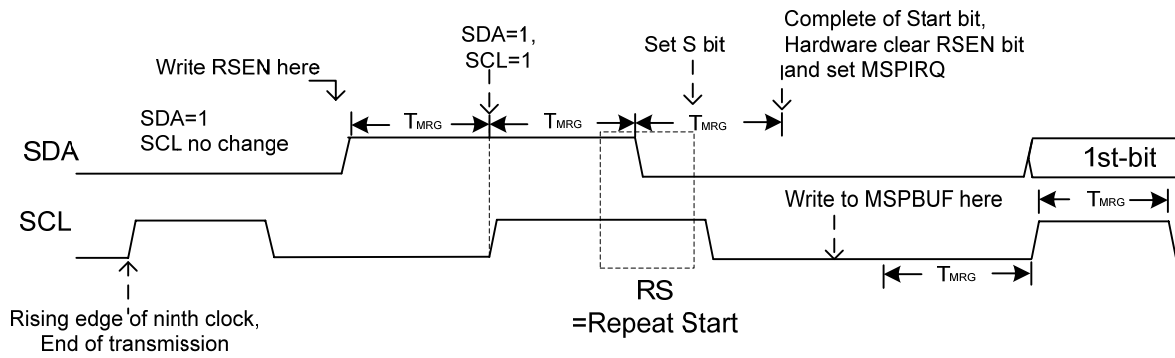 Complete of Start bit,
Hardware clear RSEN bit
and set MSPIRQ
SDA=1,
SCL=1
Set S bit
Write RSEN here
SDA=1
SCL no change
TMRG
TMRG
TMRG
SDA
1st-bit
SCL
Write to MSPBUF here
TMRG
TMRG
RS
=Repeat Start
Rising edge of ninth clock,
End of transmission